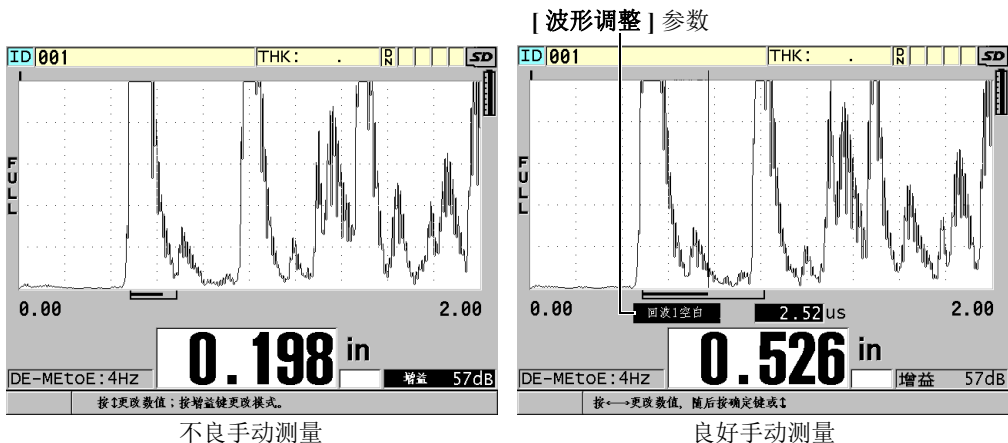 [ 波形调整 ] 参数
ID 001 THK: . DN SD
FULL
0.00 2.00
0.198 in
DE-MEtoE:4Hz 增益 57dB
按↕更改数值；按增益键更改模式。
不良手动测量
ID 001 THK: . DN SD
FULL
0.00 回波1空白 2.52 us 2.00
0.526 in
DE-MEtoE:4Hz 增益 57dB
按←→更改数值, 随后按确定键或↕
良好手动测量